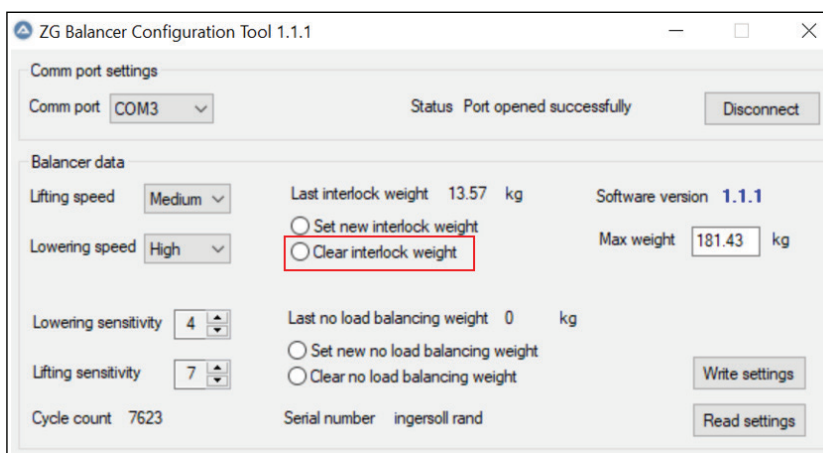 ZG Balancer Configuration Tool 1.1.1
Comm port settings
Comm port COM3 Status Port opened successfully Disconnect
Balancer data
Lifting speed Medium Last interlock weight 13.57 kg Software version 1.1.1
Set new interlock weight
Lowering speed High Clear interlock weight Max weight 181.43 kg
Lowering sensitivity 4 Last no load balancing weight 0 kg
Set new no load balancing weight
Lifting sensitivity 7 Clear no load balancing weight Write settings
Cycle count 7623 Serial number ingersoll rand Read settings